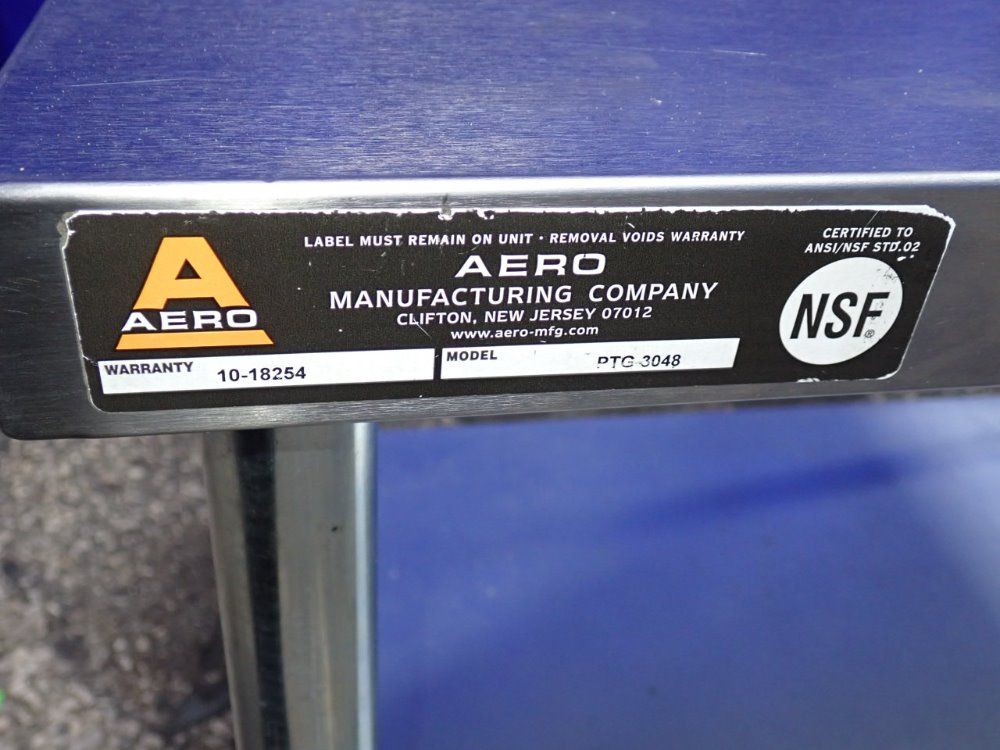 LABEL MUST REMAIN ON UNIT · REMOVAL VOIDS WARRANTY
AERO
MANUFACTURING COMPANY
CLIFTON, NEW JERSEY 07012
www.aero-mfg.com
A
AERO
CERTIFIED TO
ANSI/NSF STD.02
NSF®
WARRANTY 10-18254
MODEL PTG-3048